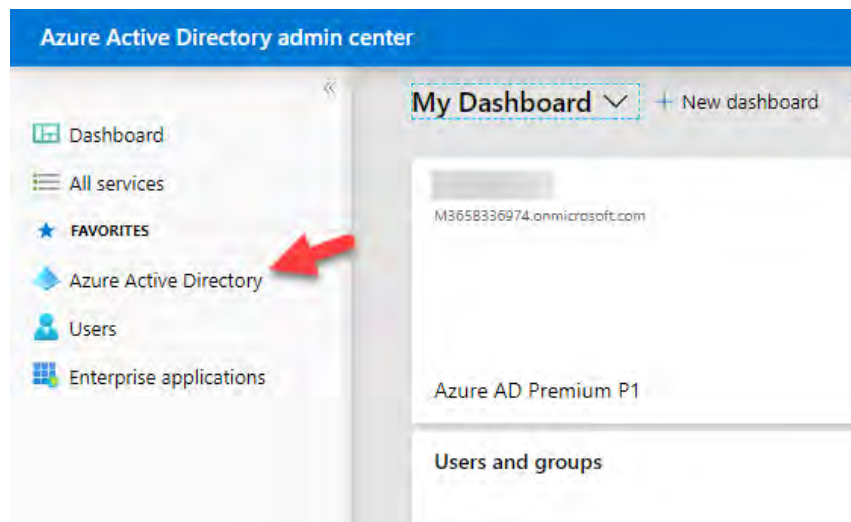 Azure Active Directory admin center
«
Dashboard
All services
FAVORITES
Azure Active Directory
Users
Enterprise applications
My Dashboard
+ New dashboard
M365B336974.onmicrosoft.com
Azure AD Premium P1
Users and groups